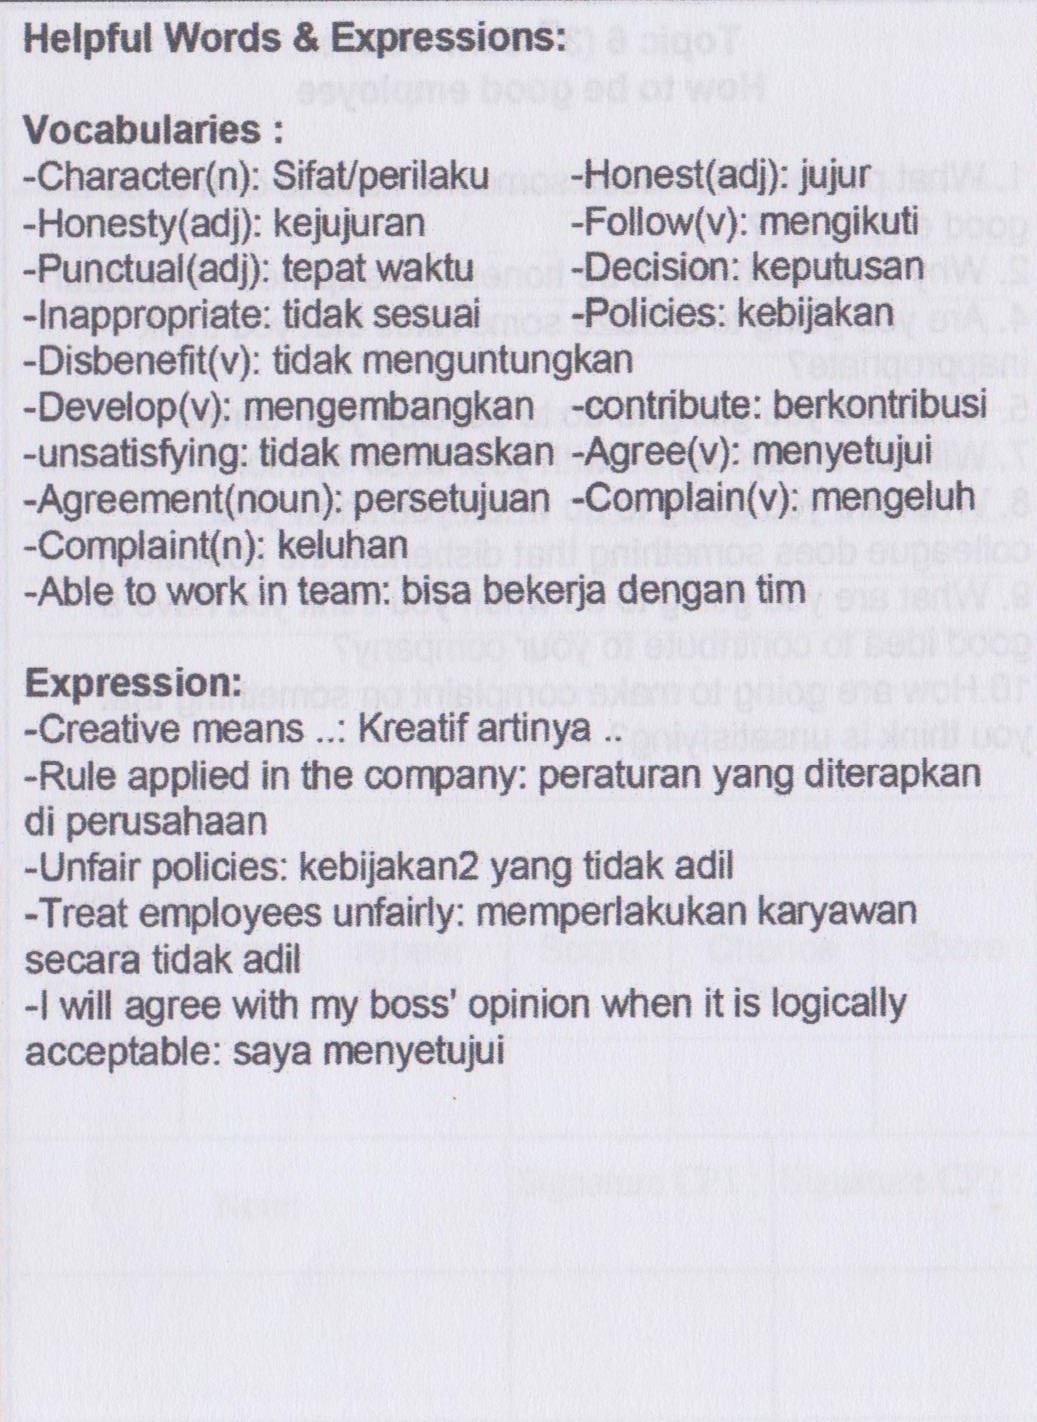 Helpful Words & Expressions:
Vocabularies :
-Character(n): Sifat/perilaku -Honest(adj): jujur
-Honesty(adj): kejujuran -Follow(v): mengikuti
-Punctual(adj): tepat waktu -Decision: keputusan
-Inappropriate: tidak sesuai -Policies: kebijakan
-Disbenefit(v): tidak menguntungkan
-Develop(v): mengembangkan -contribute: berkontribusi
-unsatisfying: tidak memuaskan -Agree(v): menyetujui
-Agreement(noun): persetujuan -Complain(v): mengeluh
-Complaint(n): keluhan
-Able to work in team: bisa bekerja dengan tim
Expression:
-Creative means ..: Kreatif artinya ..
-Rule applied in the company: peraturan yang diterapkan
di perusahaan
-Unfair policies: kebijakan2 yang tidak adil
-Treat employees unfairly: memperlakukan karyawan
secara tidak adil
-I will agree with my boss' opinion when it is logically
acceptable: saya menyetujui